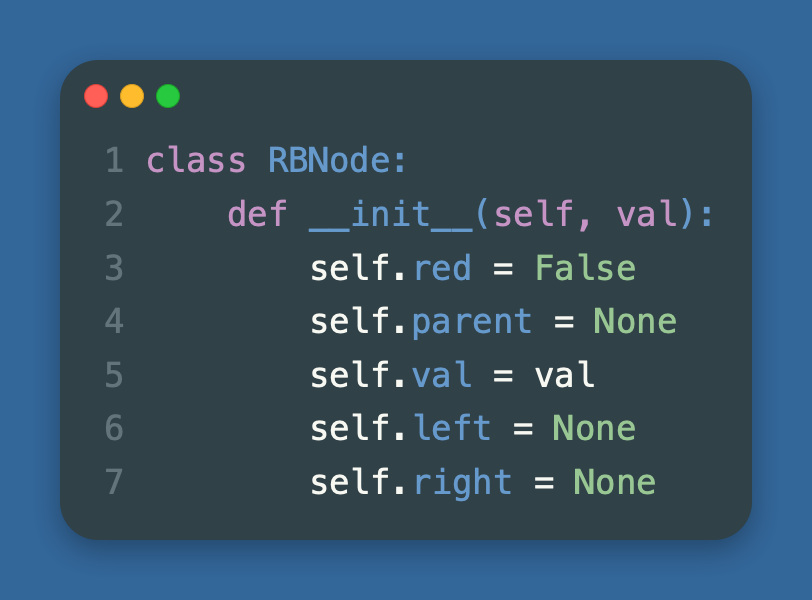 1 class RBNode:
2     def __init__(self, val):
3         self.red = False
4         self.parent = None
5         self.val = val
6         self.left = None
7         self.right = None